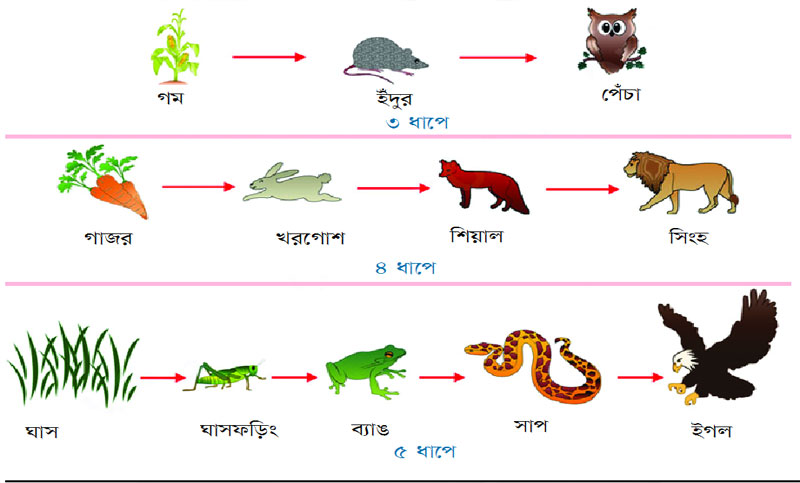 গম ইঁদুর পেঁচা
৩ ধাপে
গাজর খরগোশ শিয়াল সিংহ
৪ ধাপে
ঘাস ঘাসফড়িং ব্যাঙ সাপ ইগল
৫ ধাপে